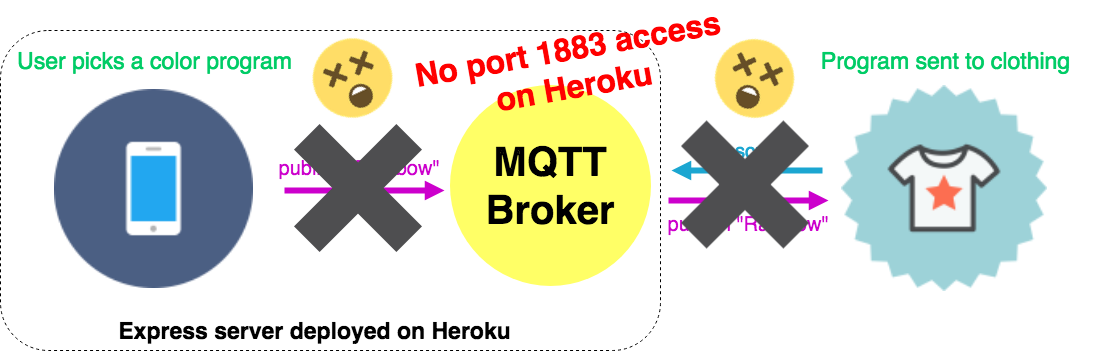 User picks a color program
No port 1883 access
on Heroku
Program sent to clothing
MQTT
Broker
Express server deployed on Heroku